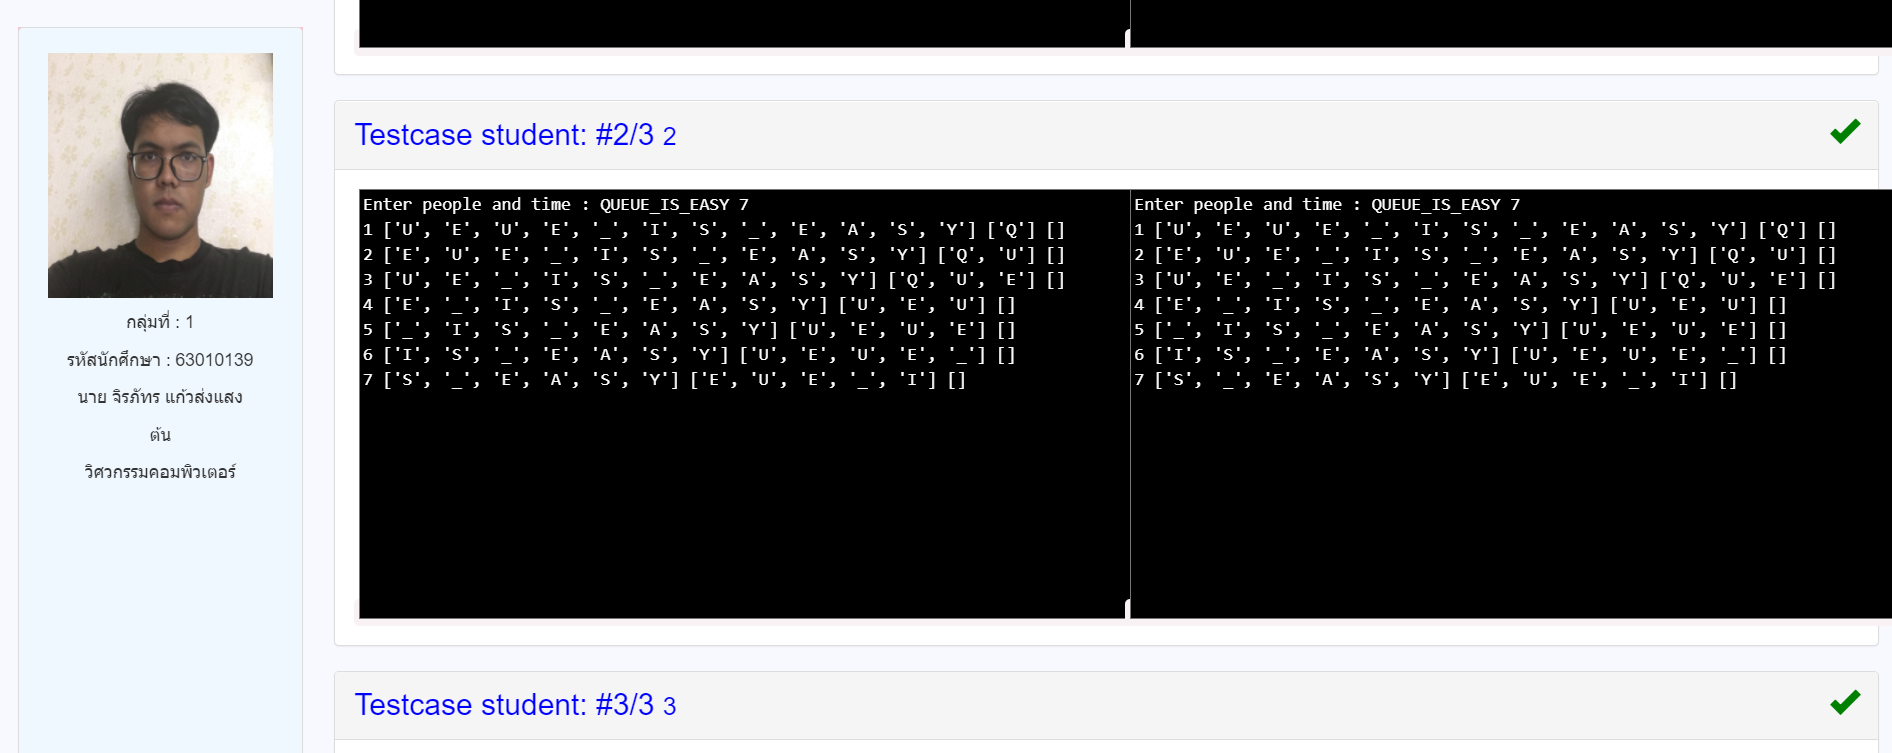 กลุ่มที่ : 1
รหัสนักศึกษา : 63010139
นาย จิรภัทร แก้วส่งแสง
ต้น
วิศวกรรมคอมพิวเตอร์
Testcase student: #2/3 2
Enter people and time : QUEUE_IS_EASY 7
1 ['U', 'E', 'U', 'E', '_', 'I', 'S', '_', 'E', 'A', 'S', 'Y'] ['Q'] []
2 ['E', 'U', 'E', '_', 'I', 'S', '_', 'E', 'A', 'S', 'Y'] ['Q', 'U'] []
3 ['U', 'E', '_', 'I', 'S', '_', 'E', 'A', 'S', 'Y'] ['Q', 'U', 'E'] []
4 ['E', '_', 'I', 'S', '_', 'E', 'A', 'S', 'Y'] ['U', 'E', 'U'] []
5 ['_', 'I', 'S', '_', 'E', 'A', 'S', 'Y'] ['U', 'E', 'U', 'E'] []
6 ['I', 'S', '_', 'E', 'A', 'S', 'Y'] ['U', 'E', 'U', 'E', '_'] []
7 ['S', '_', 'E', 'A', 'S', 'Y'] ['E', 'U', 'E', '_', 'I'] []
Enter people and time : QUEUE_IS_EASY 7
1 ['U', 'E', 'U', 'E', '_', 'I', 'S', '_', 'E', 'A', 'S', 'Y'] ['Q'] []
2 ['E', 'U', 'E', '_', 'I', 'S', '_', 'E', 'A', 'S', 'Y'] ['Q', 'U'] []
3 ['U', 'E', '_', 'I', 'S', '_', 'E', 'A', 'S', 'Y'] ['Q', 'U', 'E'] []
4 ['E', '_', 'I', 'S', '_', 'E', 'A', 'S', 'Y'] ['U', 'E', 'U'] []
5 ['_', 'I', 'S', '_', 'E', 'A', 'S', 'Y'] ['U', 'E', 'U', 'E'] []
6 ['I', 'S', '_', 'E', 'A', 'S', 'Y'] ['U', 'E', 'U', 'E', '_'] []
7 ['S', '_', 'E', 'A', 'S', 'Y'] ['E', 'U', 'E', '_', 'I'] []
Testcase student: #3/3 3